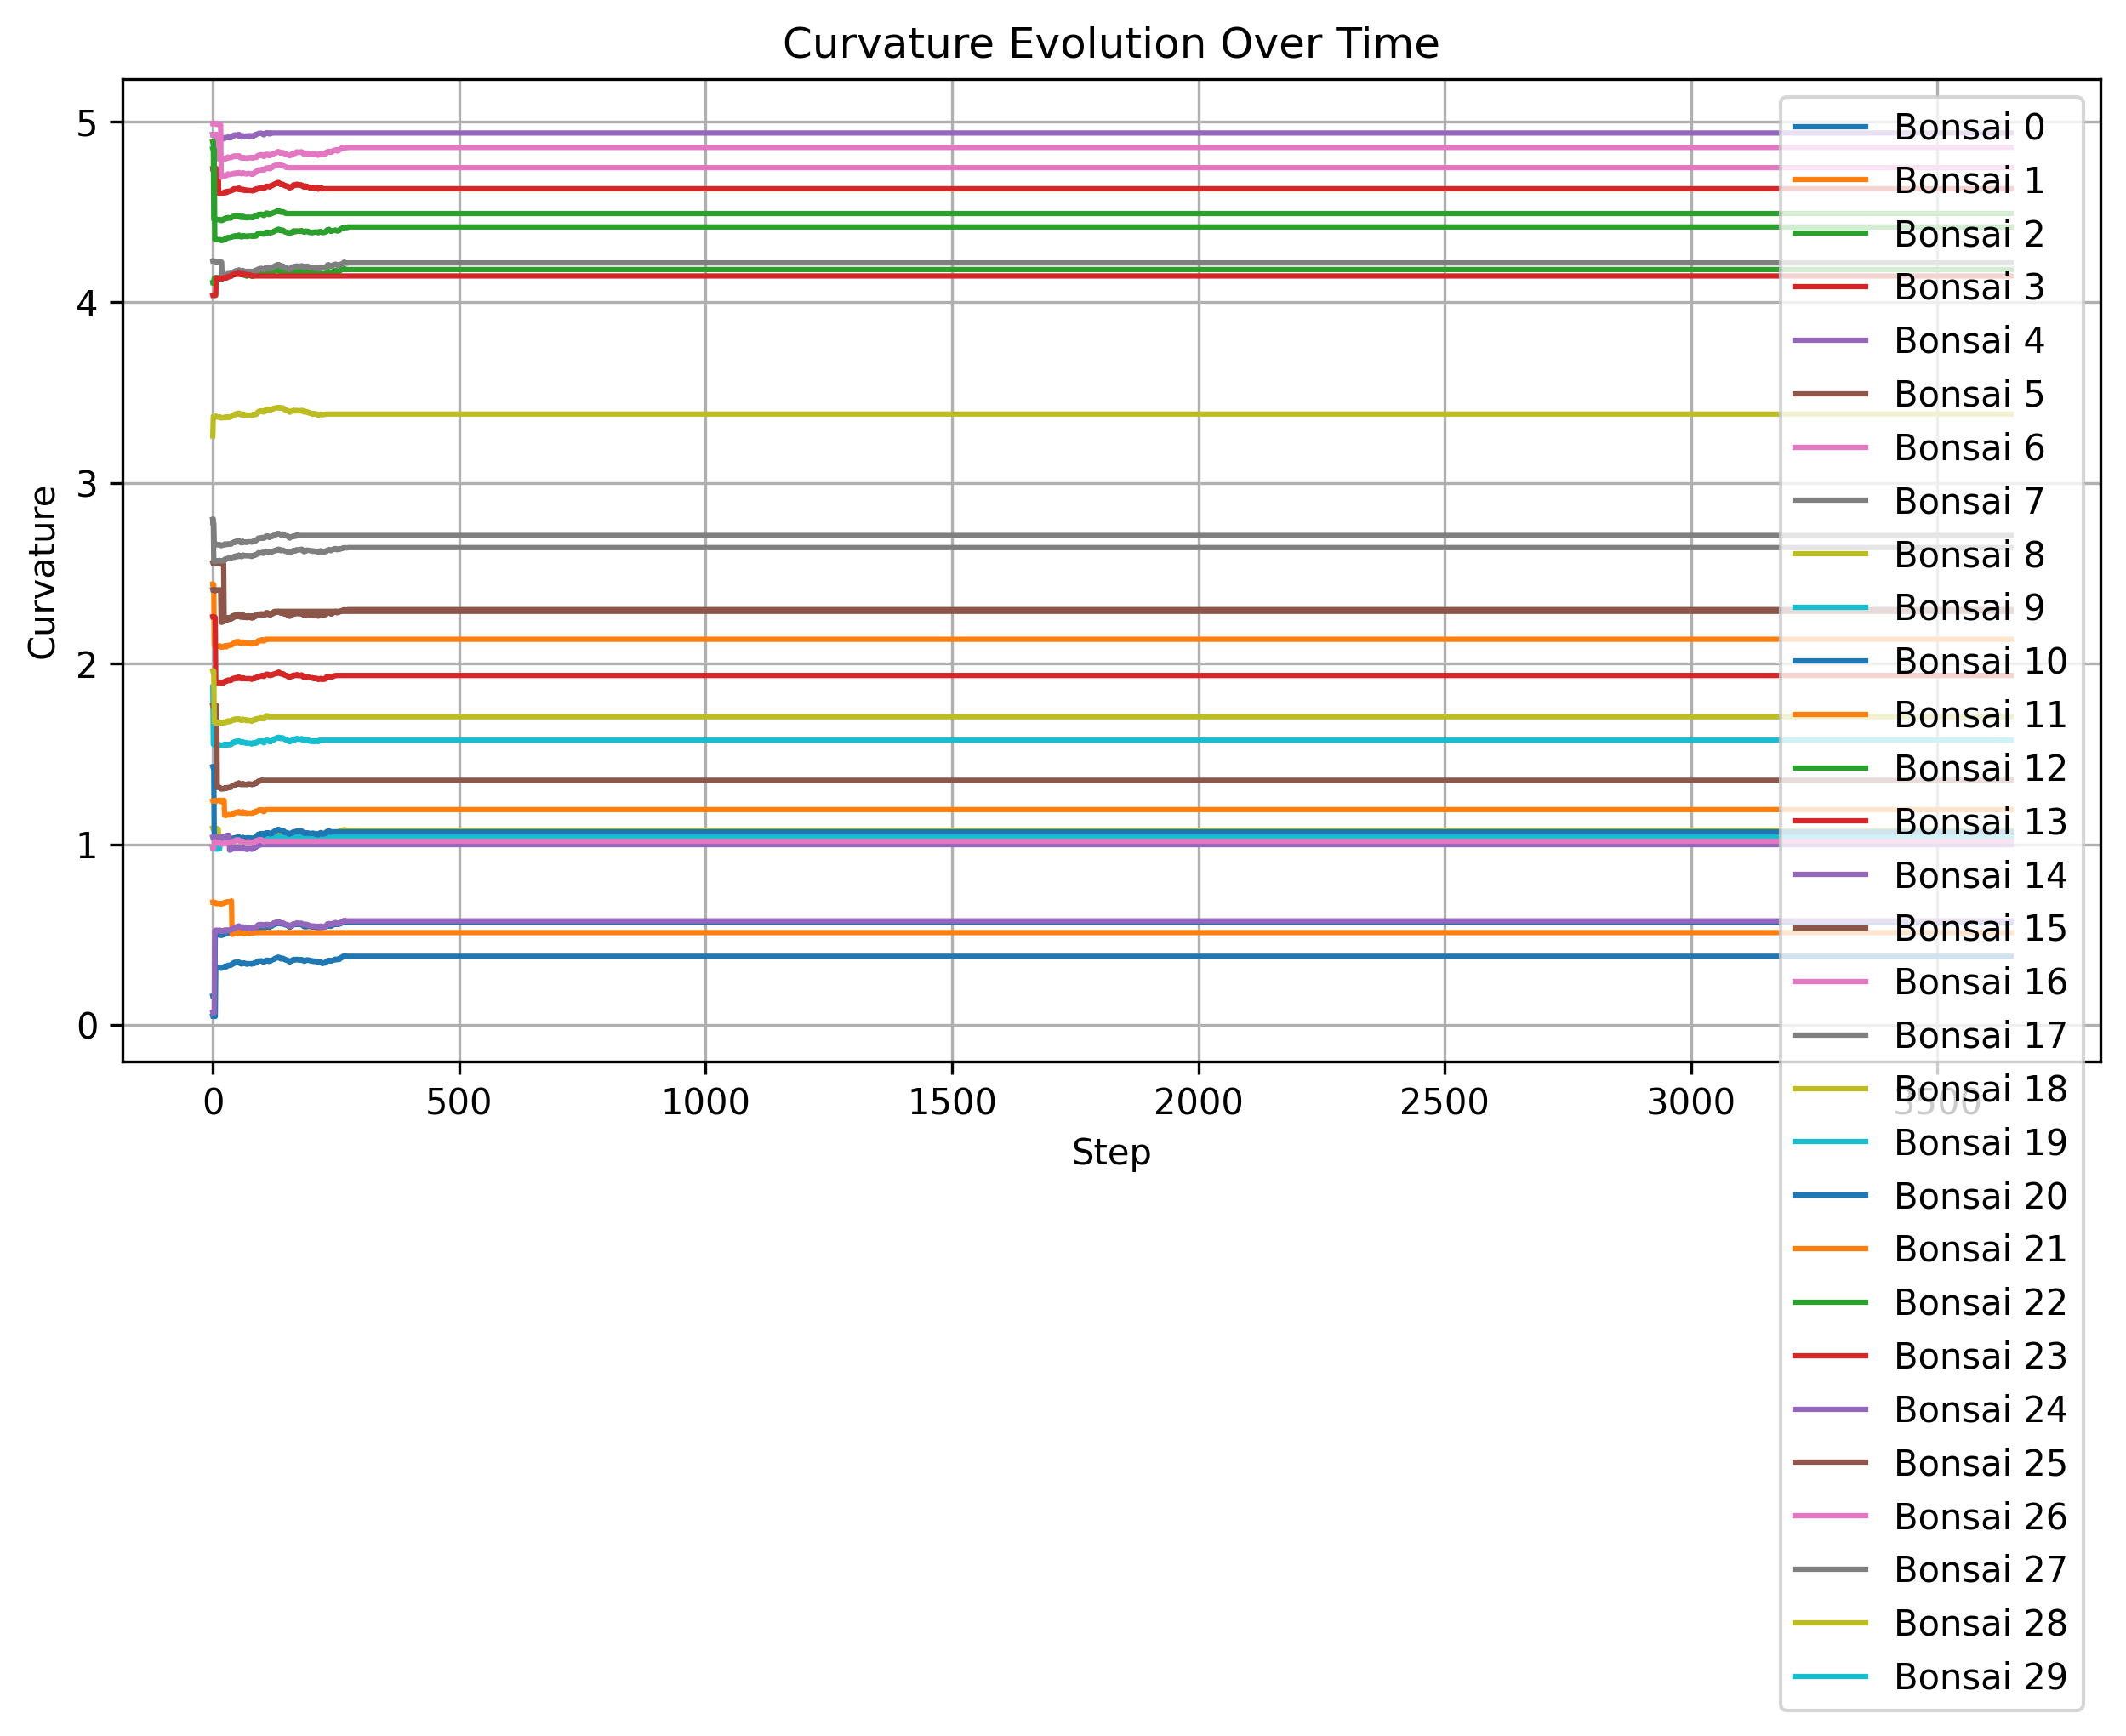 Curvature Evolution Over Time
Curvature
5
4
3
2
1
0
0
500
1000
1500
2000
2500
3000
3500
Step
Bonsai 0
Bonsai 1
Bonsai 2
Bonsai 3
Bonsai 4
Bonsai 5
Bonsai 6
Bonsai 7
Bonsai 8
Bonsai 9
Bonsai 10
Bonsai 11
Bonsai 12
Bonsai 13
Bonsai 14
Bonsai 15
Bonsai 16
Bonsai 17
Bonsai 18
Bonsai 19
Bonsai 20
Bonsai 21
Bonsai 22
Bonsai 23
Bonsai 24
Bonsai 25
Bonsai 26
Bonsai 27
Bonsai 28
Bonsai 29